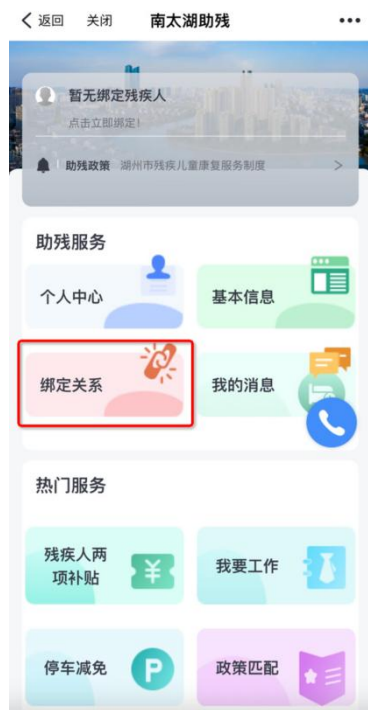 返回 关闭 南太湖助残
暂无绑定残疾人
点击立即绑定!
助残政策 湖州市残疾儿童康复服务制度 >
助残服务
个人中心 基本信息
绑定关系 我的消息
热门服务
残疾人两
项补贴 ¥ 我要工作
停车减免 P 政策匹配